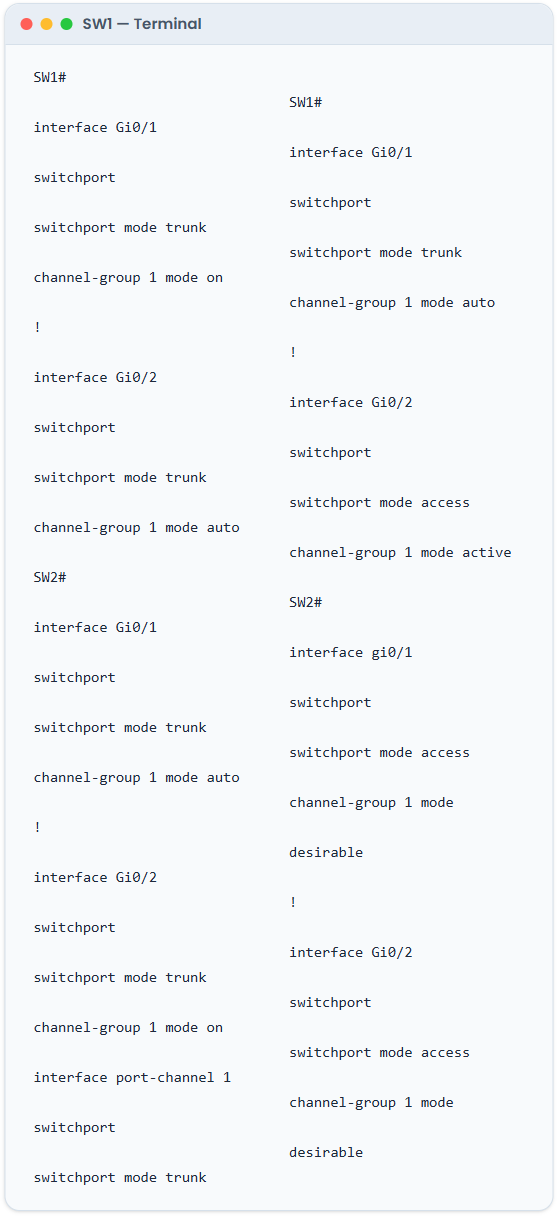 SW1 — Terminal
SW1#
interface Gi0/1
switchport
switchport mode trunk
channel-group 1 mode on
!
interface Gi0/2
switchport
switchport mode trunk
channel-group 1 mode auto
SW2#
interface Gi0/1
switchport
switchport mode trunk
channel-group 1 mode auto
!
interface Gi0/2
switchport
switchport mode trunk
channel-group 1 mode on
interface port-channel 1
switchport
switchport mode trunk
SW1#
interface Gi0/1
switchport
switchport mode trunk
channel-group 1 mode auto
!
interface Gi0/2
switchport
switchport mode access
channel-group 1 mode active
SW2#
interface gi0/1
switchport
switchport mode access
channel-group 1 mode
desirable
!
interface Gi0/2
switchport
switchport mode access
channel-group 1 mode
desirable